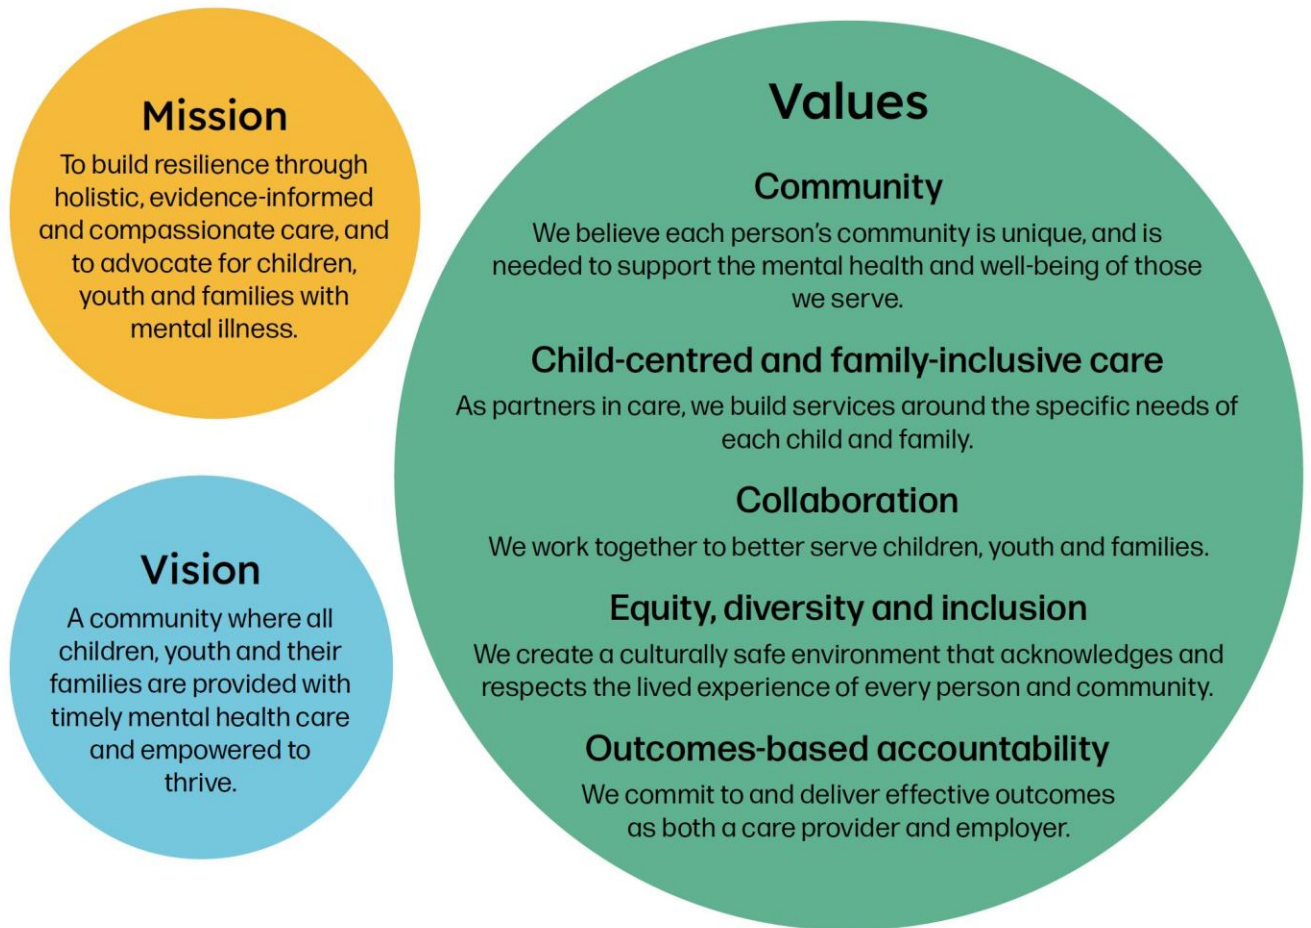 Mission
To build resilience through
holistic, evidence-informed
and compassionate care, and
to advocate for children,
youth and families with
mental illness.
Vision
A community where all
children, youth and their
families are provided with
timely mental health care
and empowered to
thrive.
Values
Community
We believe each person’s community is unique, and is
needed to support the mental health and well-being of those
we serve.
Child-centred and family-inclusive care
As partners in care, we build services around the specific needs of
each child and family.
Collaboration
We work together to better serve children, youth and families.
Equity, diversity and inclusion
We create a culturally safe environment that acknowledges and
respects the lived experience of every person and community.
Outcomes-based accountability
We commit to and deliver effective outcomes
as both a care provider and employer.